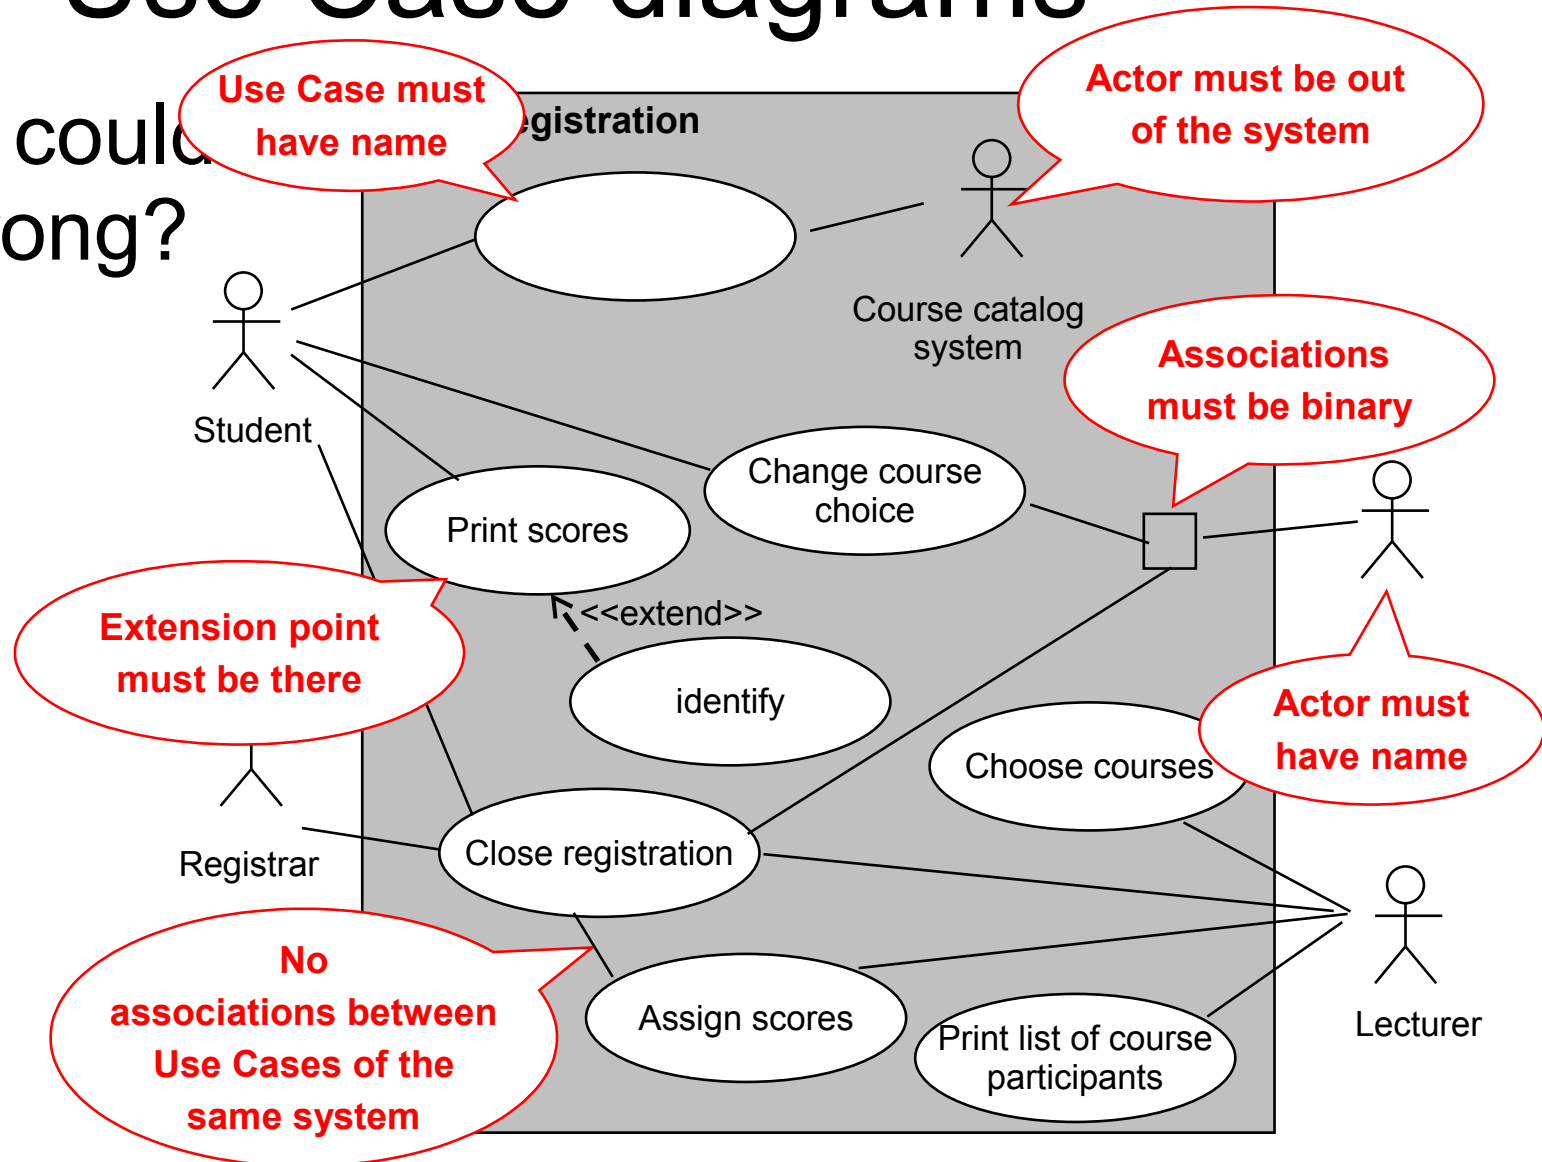 Use Case diagrams
could
Use Case must
have name
egistration
Actor must be out
of the system
ong?
Course catalog
system
Associations
must be binary
Student
Change course
choice
Print scores
<<extend>>
Extension point
must be there
identify
Actor must
have name
Choose courses
Close registration
Registrar
No
associations between
Use Cases of the
same system
Assign scores
Print list of course
participants
Lecturer